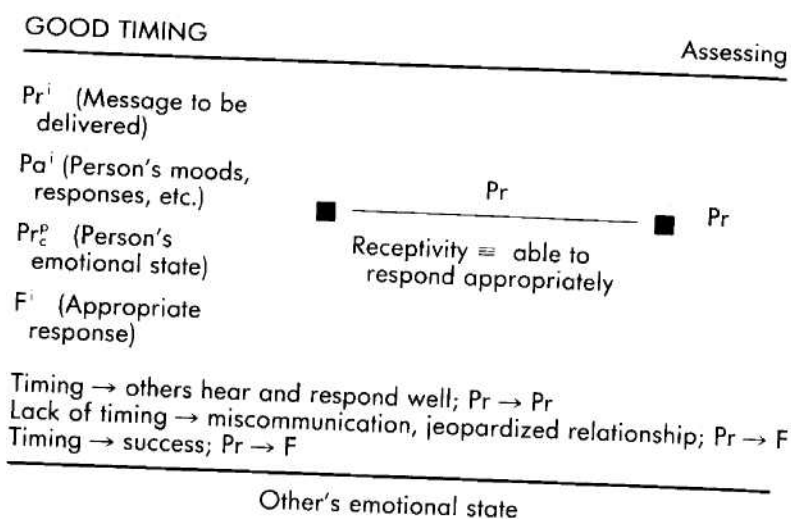 GOOD TIMING
Assessing
Prⁱ (Message to be
delivered)
Paⁱ (Person's moods,
responses, etc.)
Pr
Pr
Prᵖ꜀ (Person's
emotional state)
Receptivity ≡ able to
respond appropriately
Fⁱ (Appropriate
response)
Timing → others hear and respond well; Pr → Pr
Lack of timing → miscommunication, jeopardized relationship; Pr → F
Timing → success; Pr → F
Other's emotional state